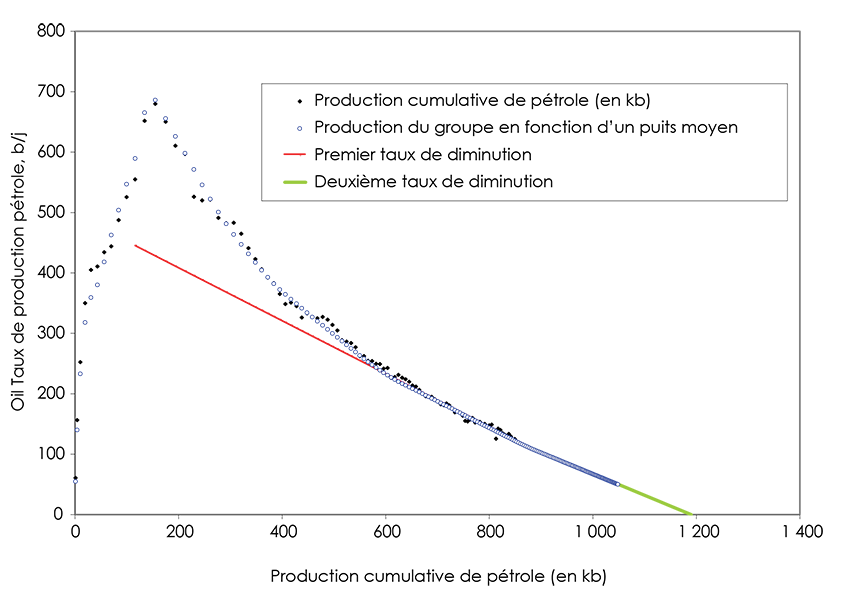 800
700
600
500
400
300
200
100
0
Oil Taux de production pétrole, b/j
Production cumulative de pétrole (en kb)
Production du groupe en fonction d’un puits moyen
Premier taux de diminution
Deuxième taux de diminution
0 200 400 600 800 1 000 1 200 1 400
Production cumulative de pétrole (en kb)